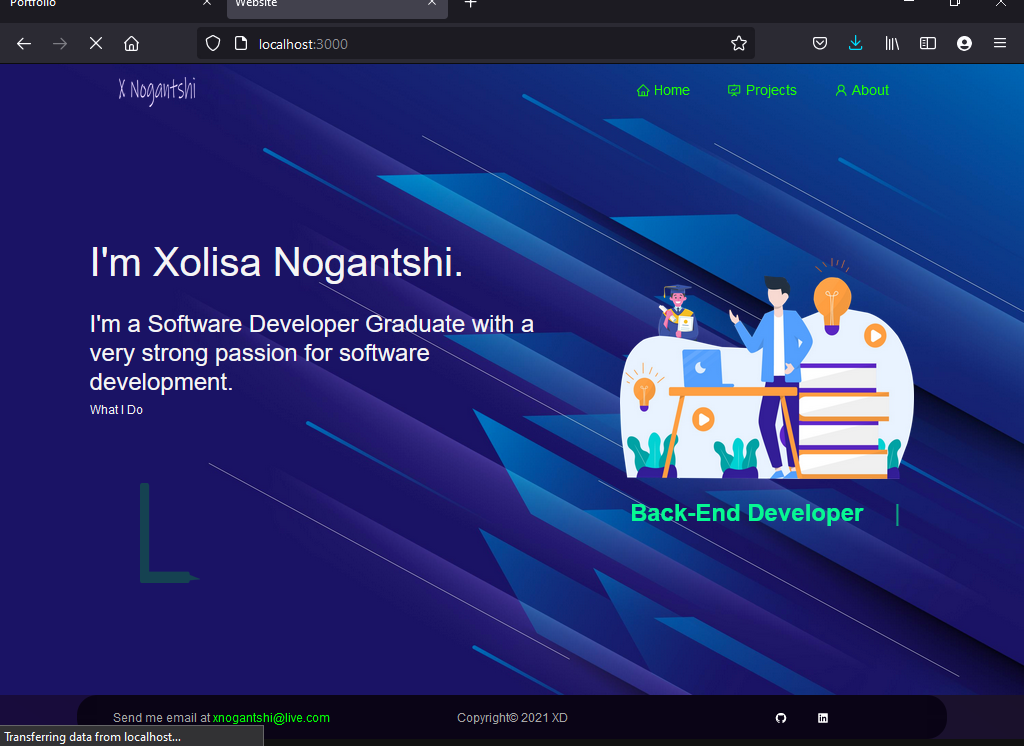 Portfolio
Website
localhost:3000
X Nogantshi
Home
Projects
About
I'm Xolisa Nogantshi.
I'm a Software Developer Graduate with a
very strong passion for software
development.
What I Do
Back-End Developer |
Send me email at xnogantshi@live.com
Copyright© 2021 XD
Transferring data from localhost...